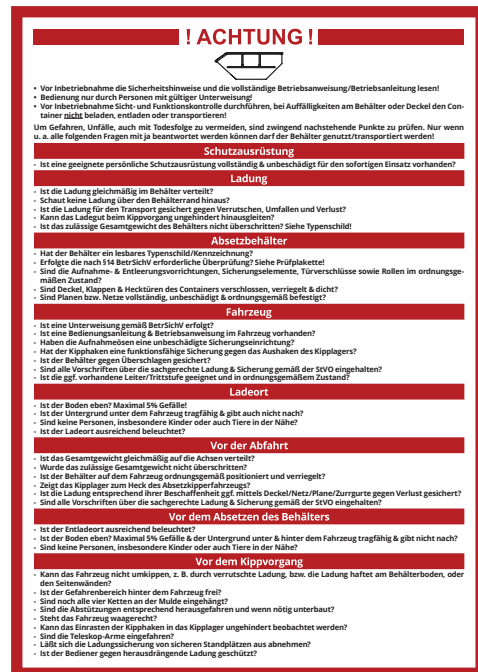 ! ACHTUNG !
• Vor Inbetriebnahme die Sicherheitshinweise und die vollständige Betriebsanweisung/Betriebsanleitung lesen!
• Bedienung nur durch Personen mit gültiger Unterweisung!
• Vor Inbetriebnahme Sicht- und Funktionskontrolle durchführen, bei Auffälligkeiten am Behälter oder Deckel den Con-
tainer nicht beladen, entladen oder transportieren!
Um Gefahren, Unfälle, auch mit Todesfolge zu vermeiden, sind zwingend nachstehende Punkte zu prüfen. Nur wenn
u. a. alle folgenden Fragen mit ja beantwortet werden können darf der Behälter genutzt/transportiert werden!
Schutzausrüstung
- Ist eine geeignete persönliche Schutzausrüstung vollständig & unbeschädigt für den sofortigen Einsatz vorhanden?
Ladung
- Ist die Ladung gleichmäßig im Behälter verteilt?
- Schaut keine Ladung über den Behälterrand hinaus?
- Ist die Ladung für den Transport gesichert gegen Verrutschen, Umfallen und Verlust?
- Kann das Ladegut beim Kippvorgang ungehindert hinausgleiten?
- Ist das zulässige Gesamtgewicht des Behälters nicht überschritten? Siehe Typenschild!
Absetzbehälter
- Hat der Behälter ein lesbares Typenschild/Kennzeichnung?
- Erfolgte die nach §14 BetrSichV erforderliche Überprüfung? Siehe Prüfplakette!
- Sind die Aufnahme- & Entleerungsvorrichtungen, Sicherungselemente, Türverschlüsse sowie Rollen im ordnungsge-
mäßen Zustand?
- Sind Deckel, Klappen & Hecktüren des Containers verschlossen, verriegelt & dicht?
- Sind Planen bzw. Netze vollständig, unbeschädigt & ordnungsgemäß befestigt?
Fahrzeug
- Ist eine Unterweisung gemäß BetrSichV erfolgt?
- Ist eine Bedienungsanleitung & Betriebsanweisung im Fahrzeug vorhanden?
- Haben die Aufnahmeösen eine unbeschädigte Sicherungseinrichtung?
- Hat der Kipphaken eine funktionsfähige Sicherung gegen das Aushaken des Kipplagers?
- Ist der Behälter gegen Überschlagen gesichert?
- Sind alle Vorschriften über die sachgerechte Ladung & Sicherung gemäß der StVO eingehalten?
- Ist die ggf. vorhandene Leiter/Trittstufe geeignet und in ordnungsgemäßem Zustand?
Ladeort
- Ist der Boden eben? Maximal 5% Gefälle!
- Ist der Untergrund unter dem Fahrzeug tragfähig & gibt auch nicht nach?
- Sind keine Personen, insbesondere Kinder oder auch Tiere in der Nähe?
- Ist der Ladeort ausreichend beleuchtet?
Vor der Abfahrt
- Ist das Gesamtgewicht gleichmäßig auf die Achsen verteilt?
- Wurde das zulässige Gesamtgewicht nicht überschritten?
- Ist der Behälter auf dem Fahrzeug ordnungsgemäß positioniert und verriegelt?
- Zeigt das Kipplager zum Heck des Absetzkipperfahrzeugs?
- Ist die Ladung entsprechend ihrer Beschaffenheit ggf. mittels Deckel/Netz/Plane/Zurrgurte gegen Verlust gesichert?
- Sind alle Vorschriften über die sachgerechte Ladung & Sicherung gemäß der StVO eingehalten?
Vor dem Absetzen des Behälters
- Ist der Entladeort ausreichend beleuchtet?
- Ist der Boden eben? Maximal 5% Gefälle & der Untergrund unter & hinter dem Fahrzeug tragfähig & gibt nicht nach?
- Sind keine Personen, insbesondere Kinder oder auch Tiere in der Nähe?
Vor dem Kippvorgang
- Kann das Fahrzeug nicht umkippen, z. B. durch verrutschte Ladung, bzw. die Ladung haftet am Behälterboden, oder
den Seitenwänden?
- Ist der Gefahrenbereich hinter dem Fahrzeug frei?
- Sind noch alle vier Ketten an der Mulde eingehängt?
- Sind die Abstützungen entsprechend herausgefahren und wenn nötig unterbaut?
- Steht das Fahrzeug waagerecht?
- Kann das Einrasten der Kipphaken in das Kipplager ungehindert beobachtet werden?
- Sind die Teleskop-Arme eingefahren?
- Läßt sich die Ladungssicherung von sicheren Standplätzen aus abnehmen?
- Ist der Bediener gegen herausdrängende Ladung geschützt?